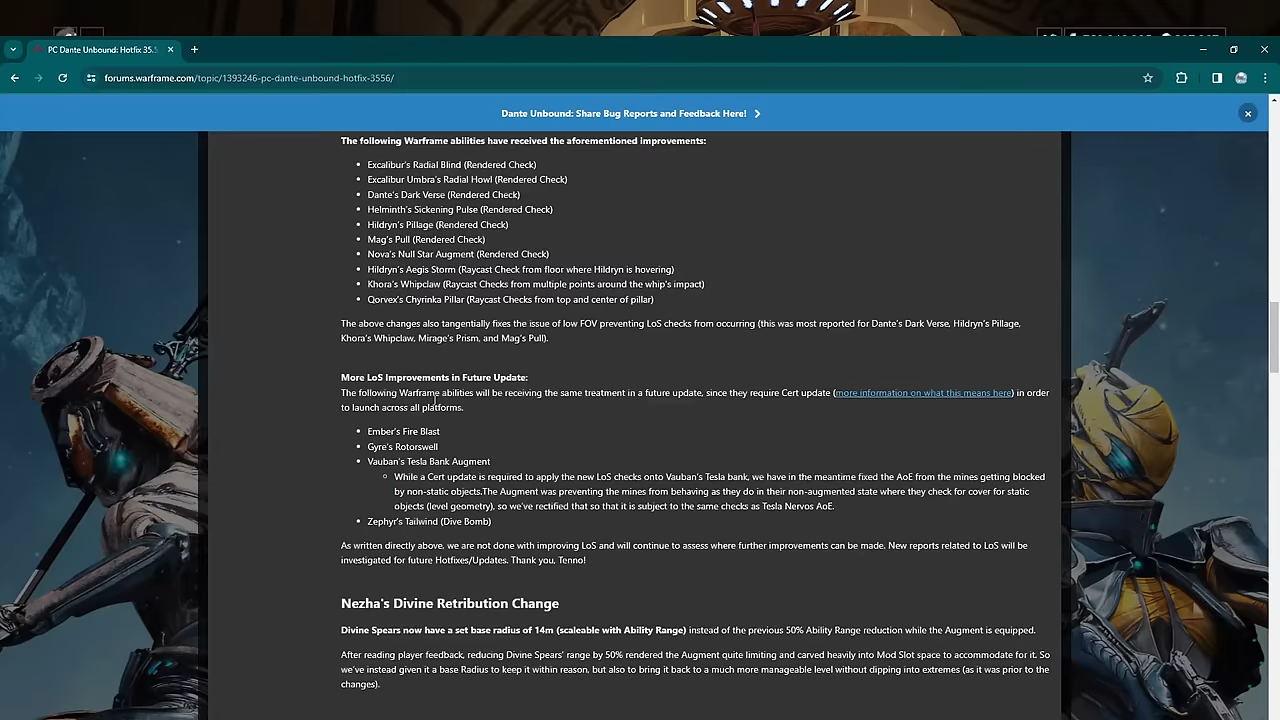 PC Dante Unbound: Hotfix 35.5
forums.warframe.com/topic/1393246-pc-dante-unbound-hotfix-3556/
Dante Unbound: Share Bug Reports and Feedback Here!
The following Warframe abilities have received the aforementioned improvements:
Excalibur's Radial Blind (Rendered Check)
Excalibur Umbra's Radial Howl (Rendered Check)
Dante's Dark Verse (Rendered Check)
Helminth's Sickening Pulse (Rendered Check)
Hildryn's Pillage (Rendered Check)
Mag's Pull (Rendered Check)
Nova's Null Star Augment (Rendered Check)
Hildryn's Aegis Storm (Raycast Check from floor where Hildryn is hovering)
Khora's Whipclaw (Raycast Checks from multiple points around the whip's impact)
Qorvex's Chyrinka Pillar (Raycast Checks from top and center of pillar)
The above changes also tangentially fixes the issue of low FOV preventing LoS checks from occurring (this was most reported for Dante's Dark Verse, Hildryn's Pillage,
Khora's Whipclaw, Mirage's Prism, and Mag's Pull).
More LoS Improvements in Future Update:
The following Warframe abilities will be receiving the same treatment in a future update, since they require Cert update (more information on what this means here) in order
to launch across all platforms.
Ember's Fire Blast
Gyre's Rotorswell
Vauban's Tesla Bank Augment
While a Cert update is required to apply the new LoS checks onto Vauban's Tesla bank, we have in the meantime fixed the AoE from the mines getting blocked
by non-static objects.The Augment was preventing the mines from behaving as they do in their non-augmented state where they check for cover for static
objects (level geometry), so we've rectified that so that it is subject to the same checks as Tesla Nervos AoE.
Zephyr's Tailwind (Dive Bomb)
As written directly above, we are not done with improving LoS and will continue to assess where further improvements can be made. New reports related to LoS will be
investigated for future Hotfixes/Updates. Thank you, Tenno!
Nezha's Divine Retribution Change
Divine Spears now have a set base radius of 14m (scaleable with Ability Range) instead of the previous 50% Ability Range reduction while the Augment is equipped.
After reading player feedback, reducing Divine Spears' range by 50% rendered the Augment quite limiting and carved heavily into Mod Slot space to accommodate for it. So
we've instead given it a base Radius to keep it within reason, but also to bring it back to a much more manageable level without dipping into extremes (as it was prior to the
changes).